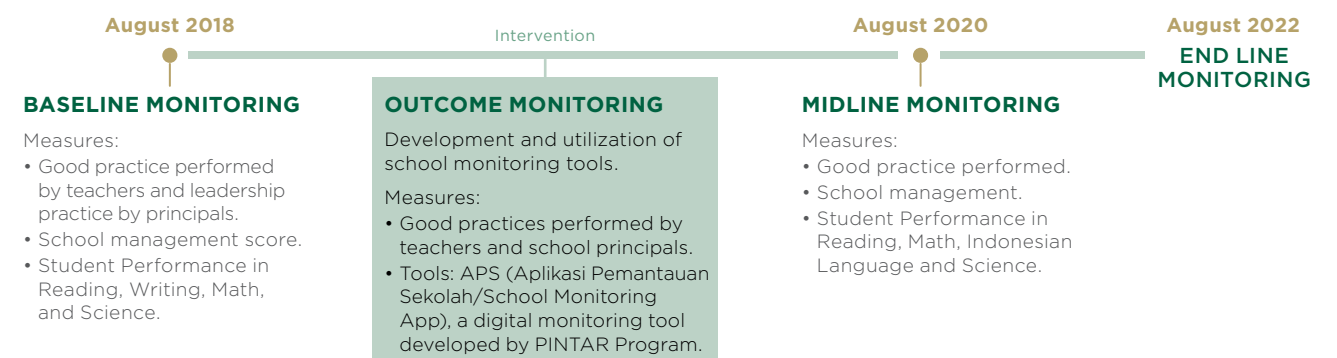 August 2018
BASELINE MONITORING
Measures:
• Good practice performed
by teachers and leadership
practice by principals.
• School management score.
• Student Performance in
Reading, Writing, Math,
and Science.
Intervention
OUTCOME MONITORING
Development and utilization of
school monitoring tools.
Measures:
• Good practices performed by
teachers and school principals.
• Tools: APS (Aplikasi Pemantauan
Sekolah/School Monitoring
App), a digital monitoring tool
developed by PINTAR Program.
August 2020
MIDLINE MONITORING
Measures:
• Good practice performed.
• School management.
• Student Performance in
Reading, Math, Indonesian
Language and Science.
August 2022
END LINE
MONITORING